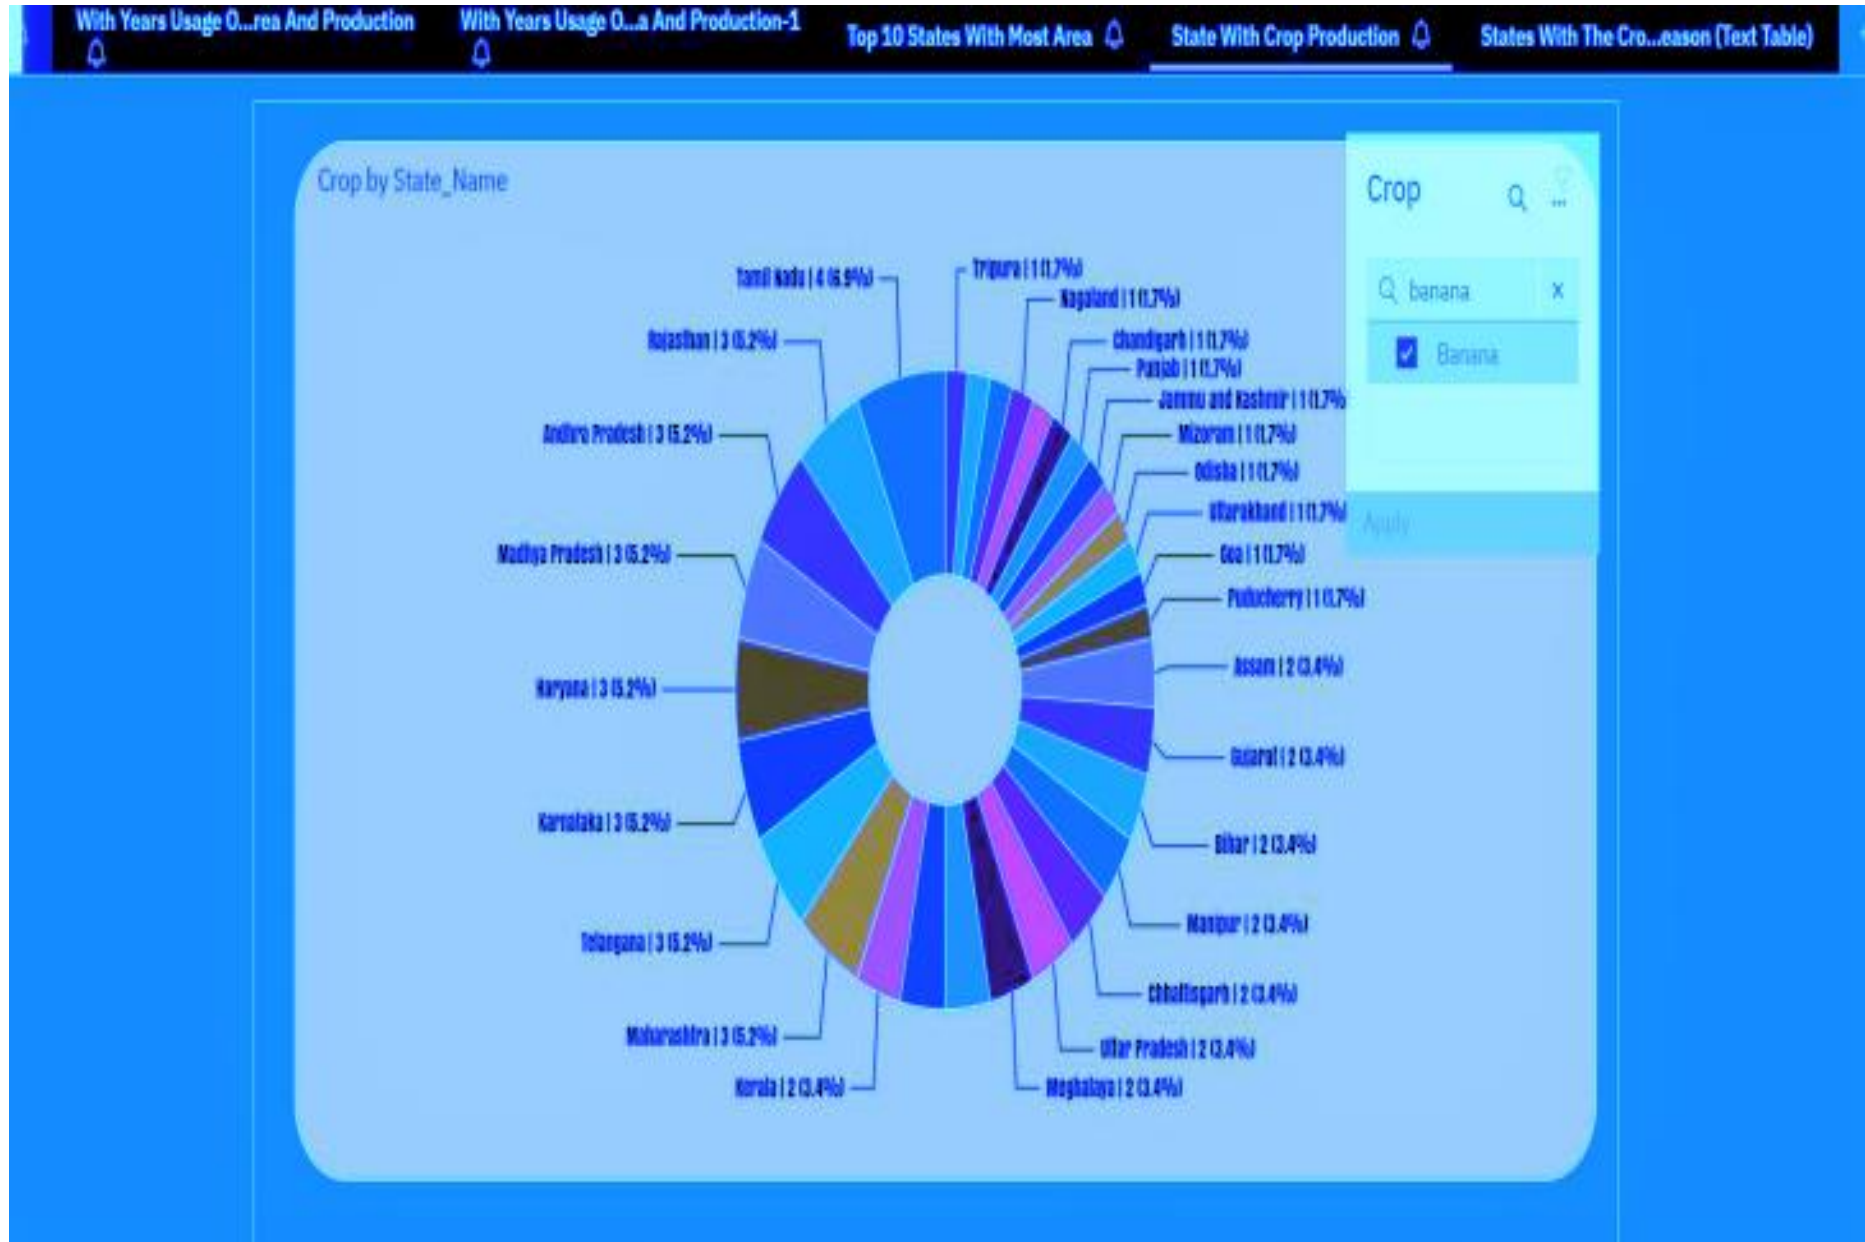 With Years Usage O...rea And Production
With Years Usage O...a And Production-1
Top 10 States With Most Area
State With Crop Production
States With The Cro...eason (Text Table)
Crop by State_Name
Crop
banana
x
Banana
Apply
Tamil Nadu | 4 (6.9%)
Tripura | 1 (1.7%)
Nagaland | 1 (1.7%)
Rajasthan | 3 (5.2%)
Chandigarh | 1 (1.7%)
Punjab | 1 (1.7%)
Jammu and Kashmir | 1 (1.7%
Andhra Pradesh | 3 (5.2%)
Mizoram | 1 (1.7%)
Odisha | 1 (1.7%)
Uttarakhand | 1 (1.7%)
Madhya Pradesh | 3 (5.2%)
Goa | 1 (1.7%)
Puducherry | 1 (1.7%)
Assam | 2 (3.4%)
Haryana | 3 (5.2%)
Gujarat | 2 (3.4%)
Karnataka | 3 (5.2%)
Bihar | 2 (3.4%)
Manipur | 2 (3.4%)
Telangana | 3 (5.2%)
Chhattisgarh | 2 (3.4%)
Maharashtra | 3 (5.2%)
Uttar Pradesh | 2 (3.4%)
Kerala | 2 (3.4%)
Meghalaya | 2 (3.4%)